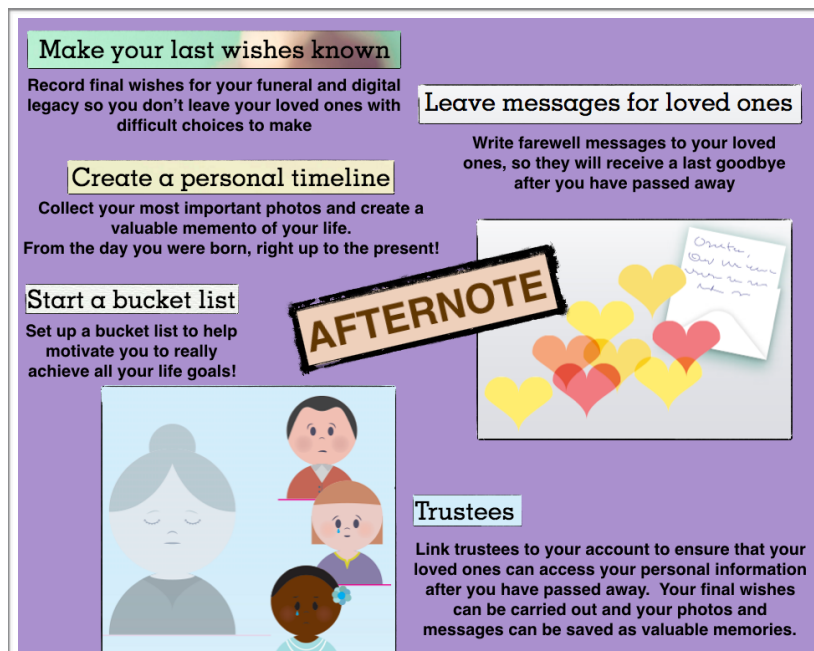 Make your last wishes known
Record final wishes for your funeral and digital
legacy so you don't leave your loved ones with
difficult choices to make
Leave messages for loved ones
Write farewell messages to your loved
ones, so they will receive a last goodbye
after you have passed away
Create a personal timeline
Collect your most important photos and create a
valuable memento of your life.
From the day you were born, right up to the present!
Start a bucket list
Set up a bucket list to help
motivate you to really
achieve all your life goals!
AFTERNOTE
Trustees
Link trustees to your account to ensure that your
loved ones can access your personal information
after you have passed away. Your final wishes
can be carried out and your photos and
messages can be saved as valuable memories.